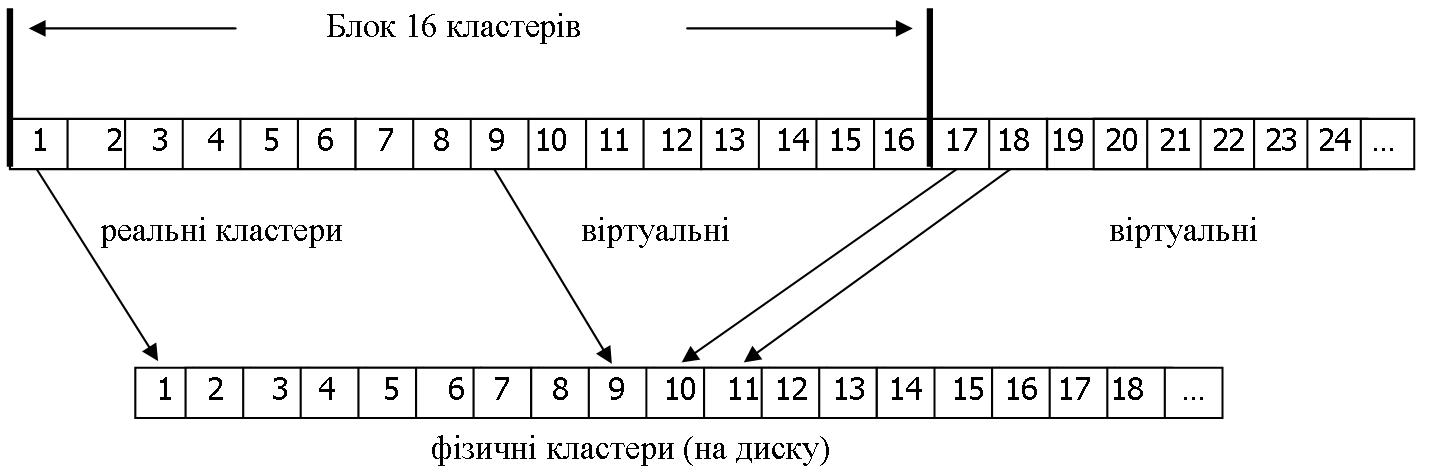 Блок 16 кластерів
1 2 3 4 5 6 7 8 9 10 11 12 13 14 15 16 17 18 19 20 21 22 23 24 ...
реальні кластери віртуальні віртуальні
1 2 3 4 5 6 7 8 9 10 11 12 13 14 15 16 17 18 ...
фізичні кластери (на диску)